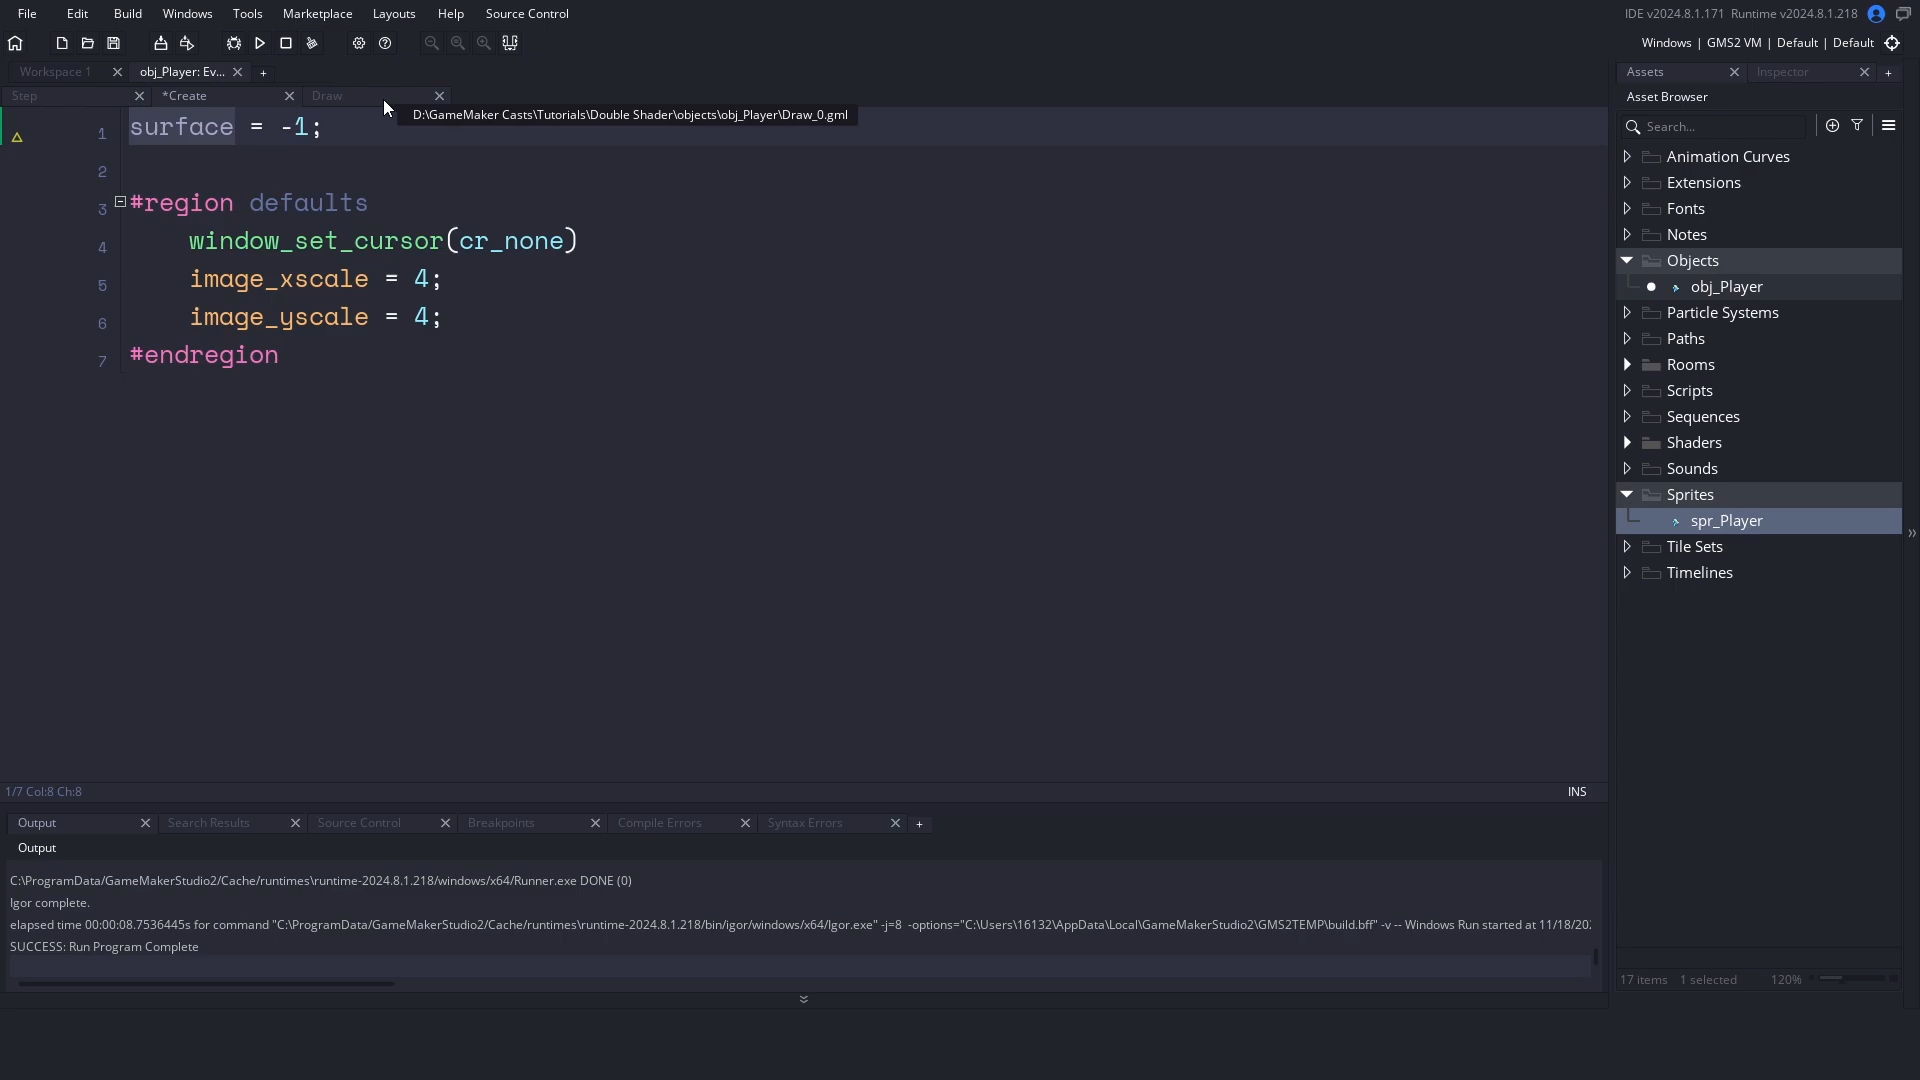 File Edit Build Windows Tools Marketplace Layouts Help Source Control IDE v2024.8.1.171 Runtime v2024.8.1.218
Windows | GMS2 VM | Default | Default
Workspace 1 obj_Player: Ev... +
Step *Create Draw
D:\GameMaker Casts\Tutorials\Double Shader\objects\obj_Player\Draw_0.gml
1 surface = -1;
2
3 #region defaults
4 window_set_cursor(cr_none)
5 image_xscale = 4;
6 image_yscale = 4;
7 #endregion
1/7 Col:8 Ch:8 INS
Output Search Results Source Control Breakpoints Compile Errors Syntax Errors +
Output
C:\ProgramData/GameMakerStudio2/Cache/runtimes\runtime-2024.8.1.218/windows/x64/Runner.exe DONE (0)
Igor complete.
elapsed time 00:00:08.7536445s for command "C:\ProgramData/GameMakerStudio2/Cache/runtimes\runtime-2024.8.1.218/bin/igor/windows/x64/Igor.exe" -j=8 -options="C:\Users\16132\AppData\Local\GameMakerStudio2\GMS2TEMP\build.bff" -v -- Windows Run started at 11/18/202
SUCCESS: Run Program Complete
Assets Inspector +
Asset Browser
Search...
Animation Curves
Extensions
Fonts
Notes
Objects
obj_Player
Particle Systems
Paths
Rooms
Scripts
Sequences
Shaders
Sounds
Sprites
spr_Player
Tile Sets
Timelines
17 items 1 selected 120%